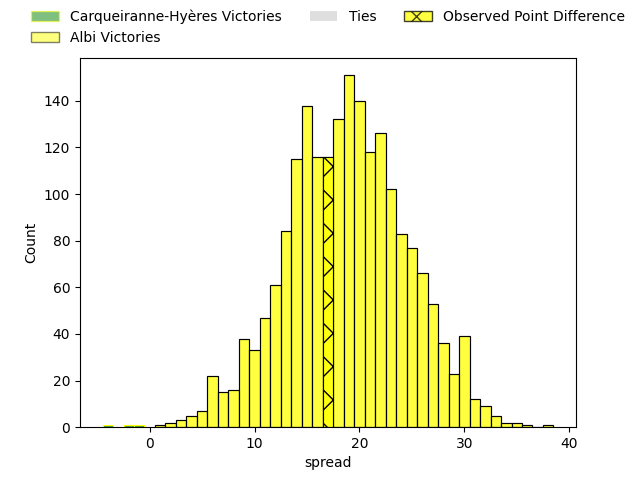 Carqueiranne-Hyères Victories
Ties
Observed Point Difference
Albi Victories
140
120
100
80
60
40
20
0
Count
0
10
20
30
40
spread